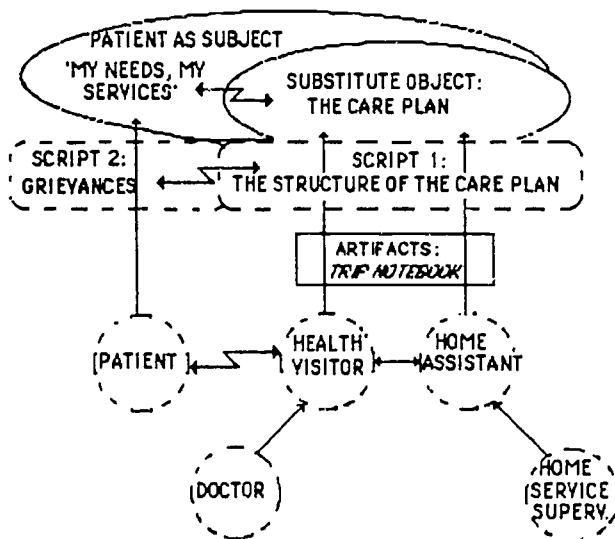 PATIENT AS SUBJECT
'MY NEEDS, MY
SERVICES'
SUBSTITUTE OBJECT:
THE CARE PLAN
SCRIPT 2:
GRIEVANCES
SCRIPT 1:
THE STRUCTURE OF THE CARE PLAN
ARTIFACTS:
TRIP NOTEBOOK
PATIENT
HEALTH
VISITOR
HOME
ASSISTANT
DOCTOR
HOME
SERVICE
SUPERV.